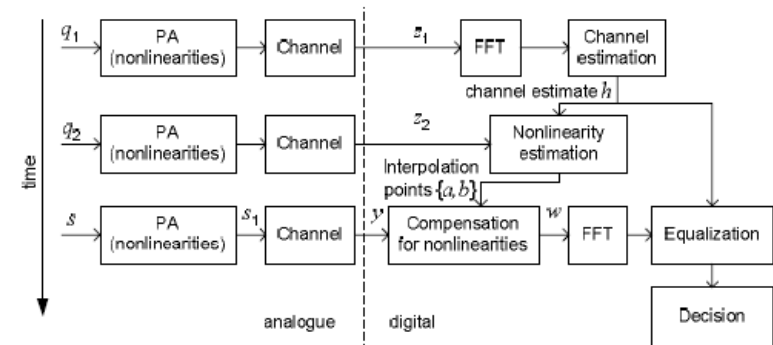 q1
PA
(nonlinearities)
Channel
z1
FFT
Channel
estimation
channel estimate h
q2
PA
(nonlinearities)
Channel
z2
Nonlinearity
estimation
time
Interpolation
points {a,b}
s
PA
(nonlinearities)
s1
Channel
y
Compensation
for nonlinearities
w
FFT
Equalization
analogue
digital
Decision